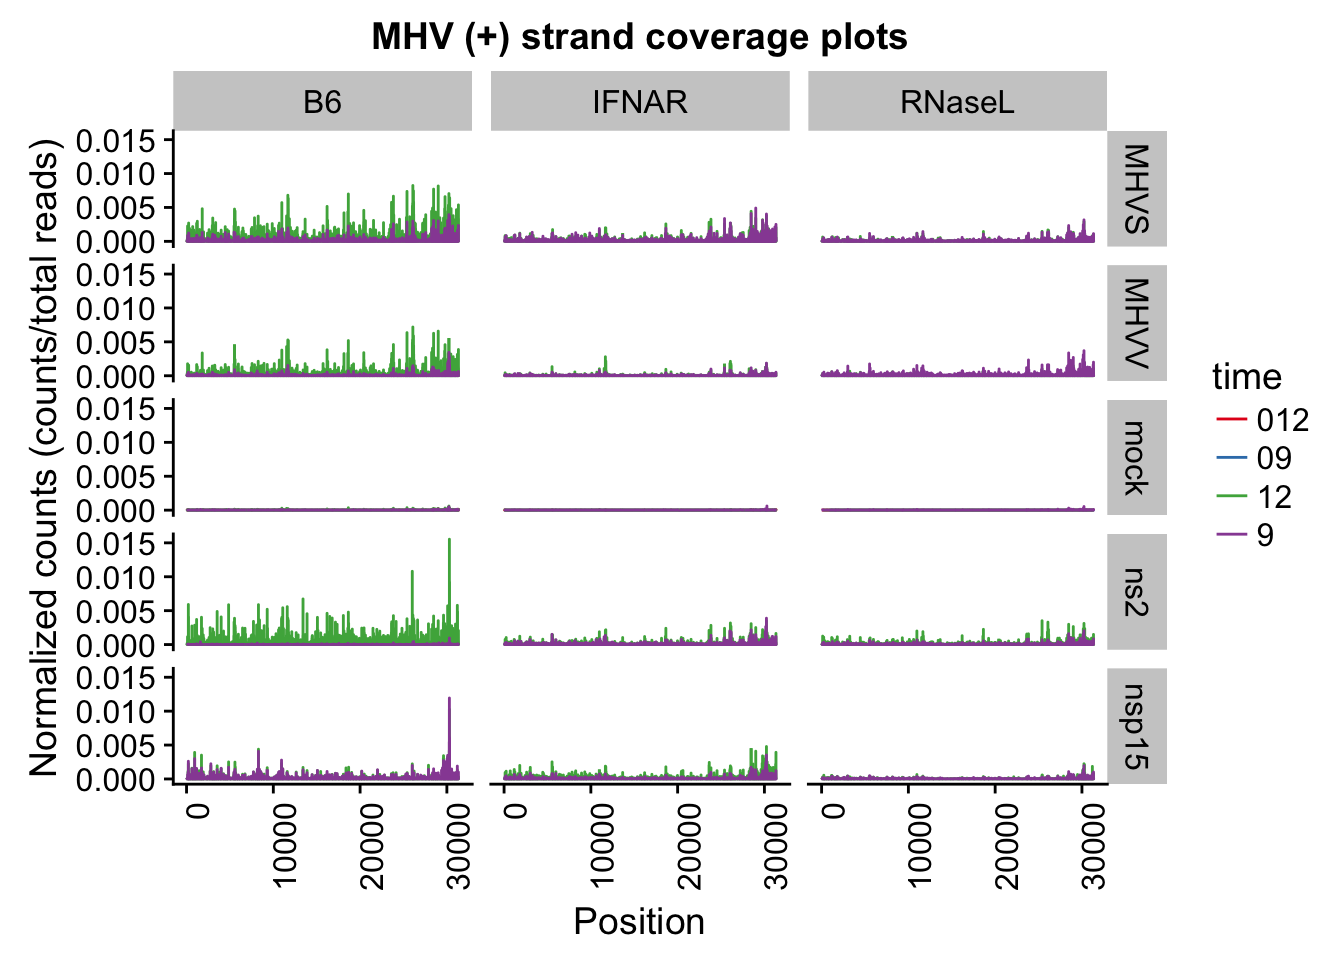 MHV (+) strand coverage plots
B6 IFNAR RNaseL
Normalized counts (counts/total reads)
0.015
0.010
0.005
0.000
MHVS
0.015
0.010
0.005
0.000
MHVV
0.015
0.010
0.005
0.000
mock
0.015
0.010
0.005
0.000
ns2
0.015
0.010
0.005
0.000
nsp15
0 10000 20000 30000 0 10000 20000 30000 0 10000 20000 30000
Position
time
012
09
12
9